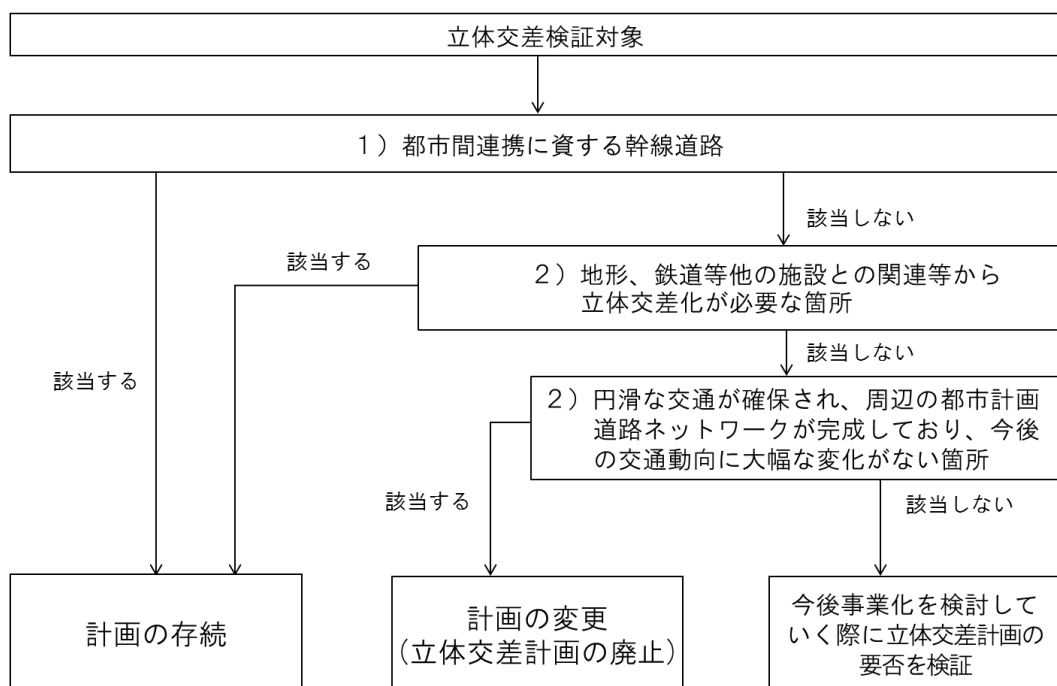 立体交差検証対象
1）都市間連携に資する幹線道路
該当しない
該当する
2）地形、鉄道等他の施設との関連等から
立体交差化が必要な箇所
該当しない
該当する
2）円滑な交通が確保され、周辺の都市計画
道路ネットワークが完成しており、今後
の交通動向に大幅な変化がない箇所
該当する
該当しない
計画の存続
計画の変更
（立体交差計画の廃止）
今後事業化を検討して
いく際に立体交差計画の
要否を検証